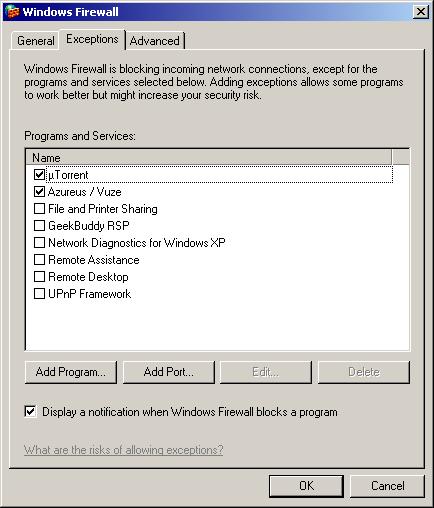 Windows Firewall
General Exceptions Advanced
Windows Firewall is blocking incoming network connections, except for the
programs and services selected below. Adding exceptions allows some programs
to work better but might increase your security risk.
Programs and Services:
Name
µTorrent
Azureus / Vuze
File and Printer Sharing
GeekBuddy RSP
Network Diagnostics for Windows XP
Remote Assistance
Remote Desktop
UPnP Framework
Add Program... Add Port... Edit... Delete
Display a notification when Windows Firewall blocks a program
What are the risks of allowing exceptions?
OK Cancel